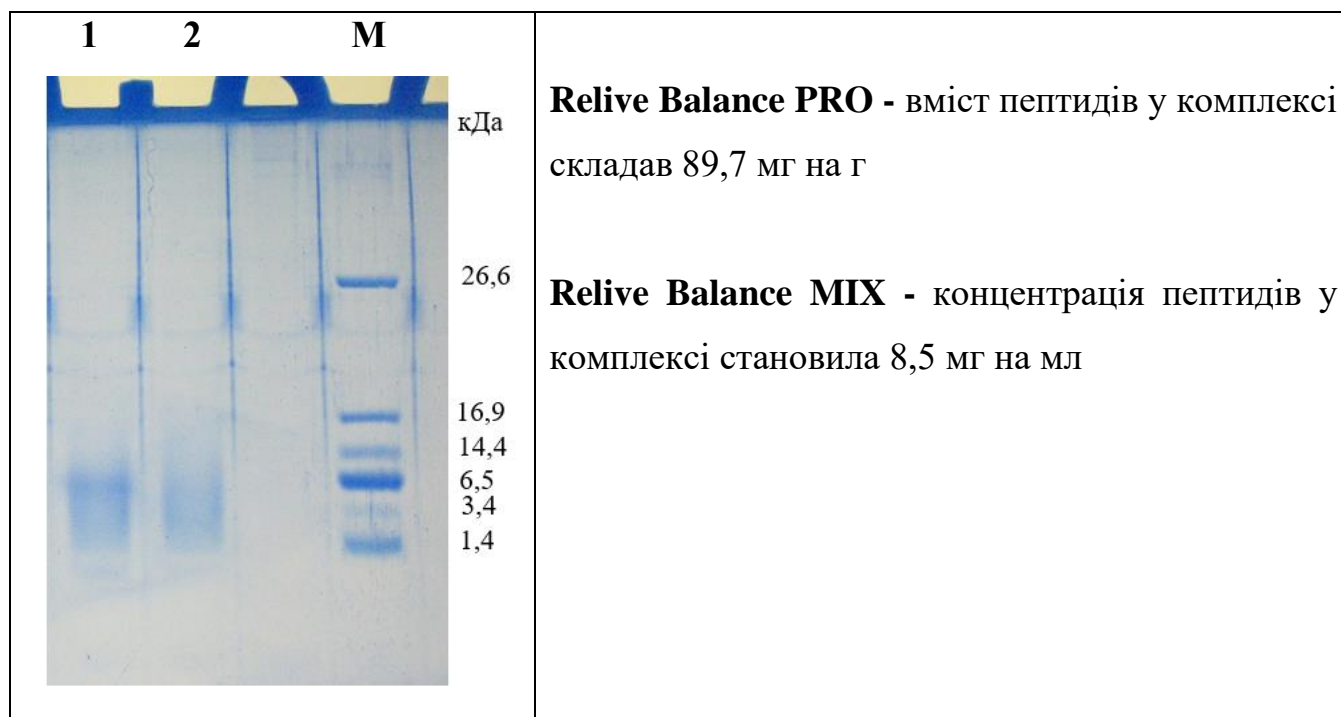 1 2 M
кДа
26,6
16,9
14,4
6,5
3,4
1,4
Relive Balance PRO - вміст пептидів у комплексі
складав 89,7 мг на г
Relive Balance MIX - концентрація пептидів у
комплексі становила 8,5 мг на мл